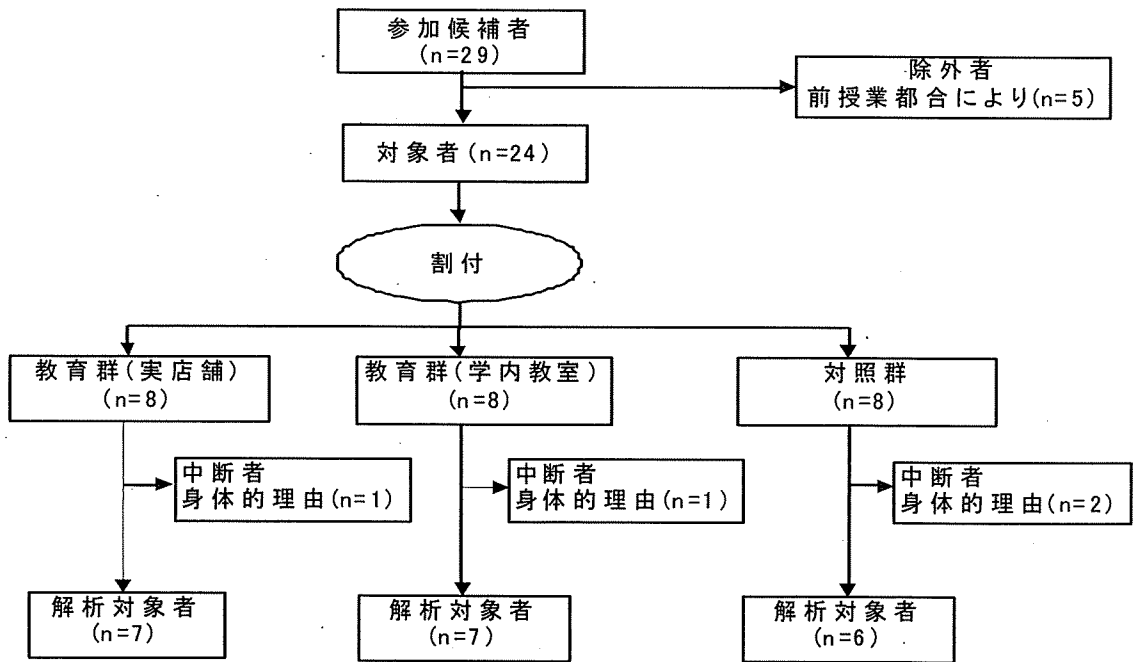 参加候補者
(n=29)
除外者
前授業都合により(n=5)
対象者(n=24)
割付
教育群(実店舗)
(n=8)
教育群(学内教室)
(n=8)
対照群
(n=8)
中断者
身体的理由(n=1)
中断者
身体的理由(n=1)
中断者
身体的理由(n=2)
解析対象者
(n=7)
解析対象者
(n=7)
解析対象者
(n=6)